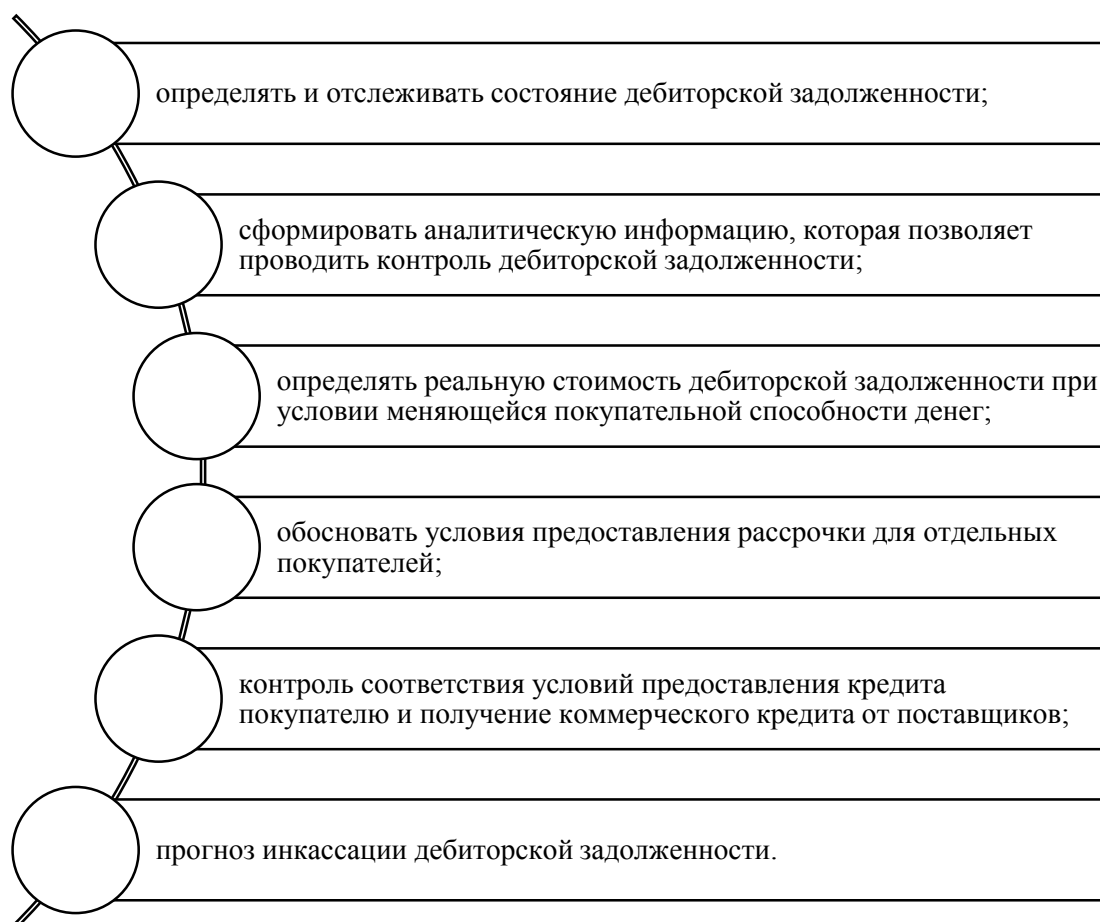 определять и отслеживать состояние дебиторской задолженности;
сформировать аналитическую информацию, которая позволяет
проводить контроль дебиторской задолженности;
определять реальную стоимость дебиторской задолженности при
условии меняющейся покупательной способности денег;
обосновать условия предоставления рассрочки для отдельных
покупателей;
контроль соответствия условий предоставления кредита
покупателю и получение коммерческого кредита от поставщиков;
прогноз инкассации дебиторской задолженности.